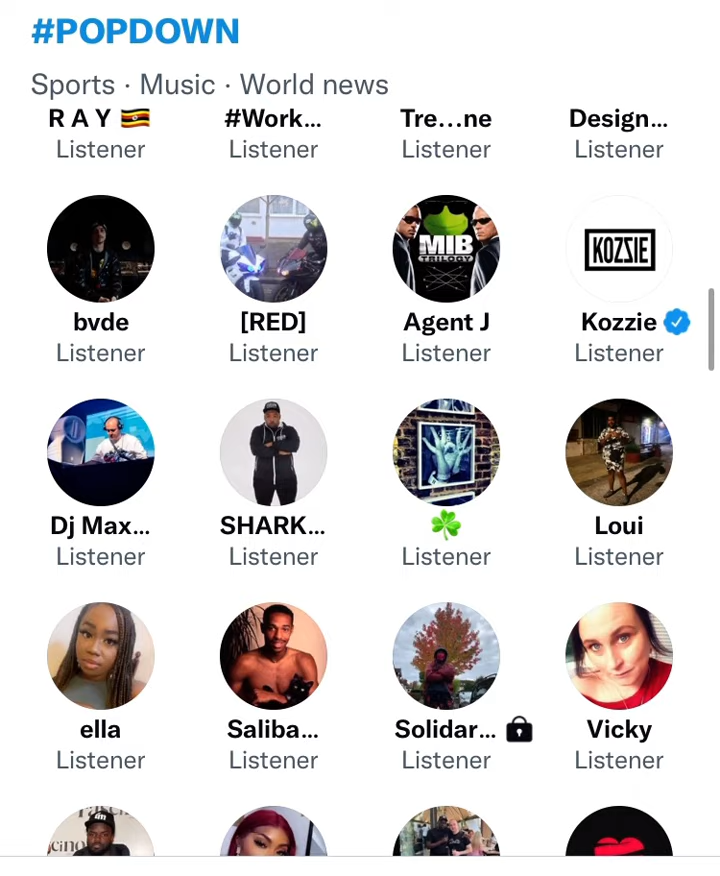 #POPDOWN
Sports · Music · World news
R A Y 🇺🇬 #Work... Tre...ne Design...
Listener Listener Listener Listener
MIB
TRILOGY
KOZZIE
bvde [RED] Agent J Kozzie
Listener Listener Listener Listener
Dj Max... SHARK... ☘️ Loui
Listener Listener Listener Listener
ella Saliba... Solidar... 🔒 Vicky
Listener Listener Listener Listener